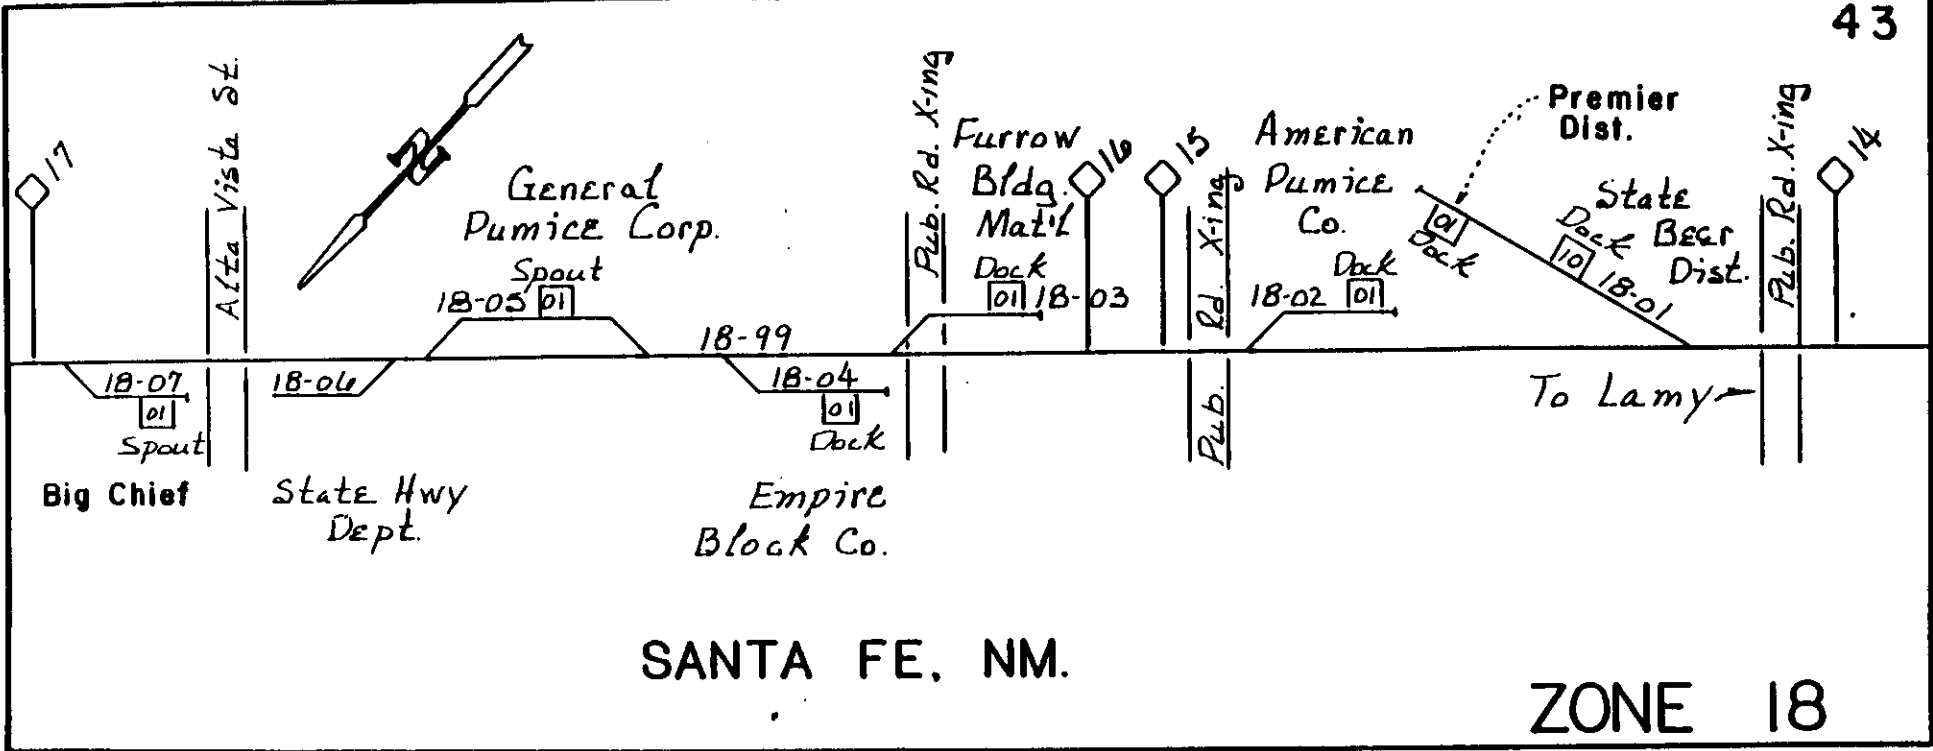 43
17
Alta Vista St.
N
General
Pumice Corp.
Spout
18-05 01
Pub. Rd. X-ing
Furrow
Bldg.
Mat'l
Dock
01 18-03
16
15
Pub. Rd. X-ing
American
Pumice
Co.
Dock
18-02 01
Premier
Dist.
01
Dock
State
Beer
Dist.
Dock
10
18-01
Pub. Rd. X-ing
14
18-99
18-07
01
Spout
Big Chief
18-06
State Hwy
Dept.
18-04
01
Dock
Empire
Block Co.
To Lamy
SANTA FE, NM.
ZONE 18